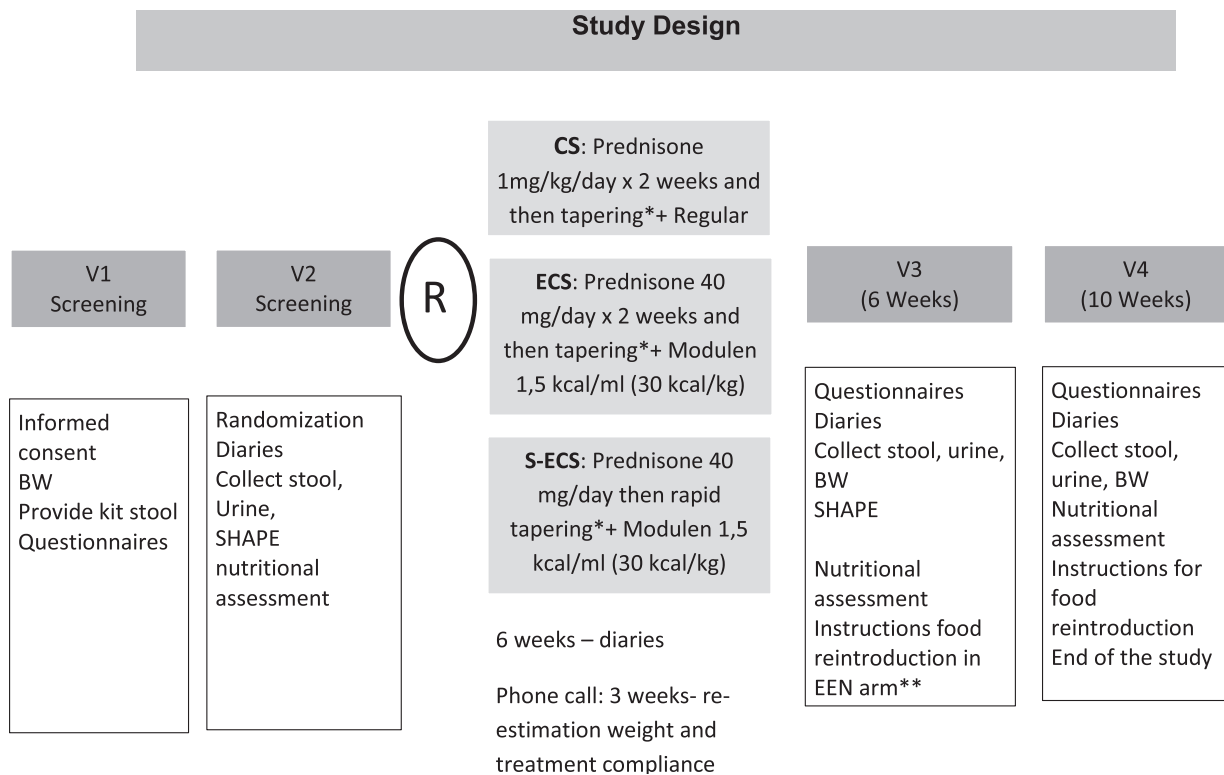 Study Design
V1
Screening
Informed
consent
BW
Provide kit stool
Questionnaires
V2
Screening
Randomization
Diaries
Collect stool,
Urine,
SHAPE
nutritional
assessment
R
CS: Prednisone
1mg/kg/day x 2 weeks and
then tapering*+ Regular
ECS: Prednisone 40
mg/day x 2 weeks and
then tapering*+ Modulen
1,5 kcal/ml (30 kcal/kg)
S-ECS: Prednisone 40
mg/day then rapid
tapering*+ Modulen 1,5
kcal/ml (30 kcal/kg)
6 weeks – diaries
Phone call: 3 weeks- re-
estimation weight and
treatment compliance
V3
(6 Weeks)
Questionnaires
Diaries
Collect stool, urine,
BW
SHAPE
Nutritional
assessment
Instructions food
reintroduction in
EEN arm**
V4
(10 Weeks)
Questionnaires
Diaries
Collect stool,
urine, BW
Nutritional
assessment
Instructions for
food
reintroduction
End of the study